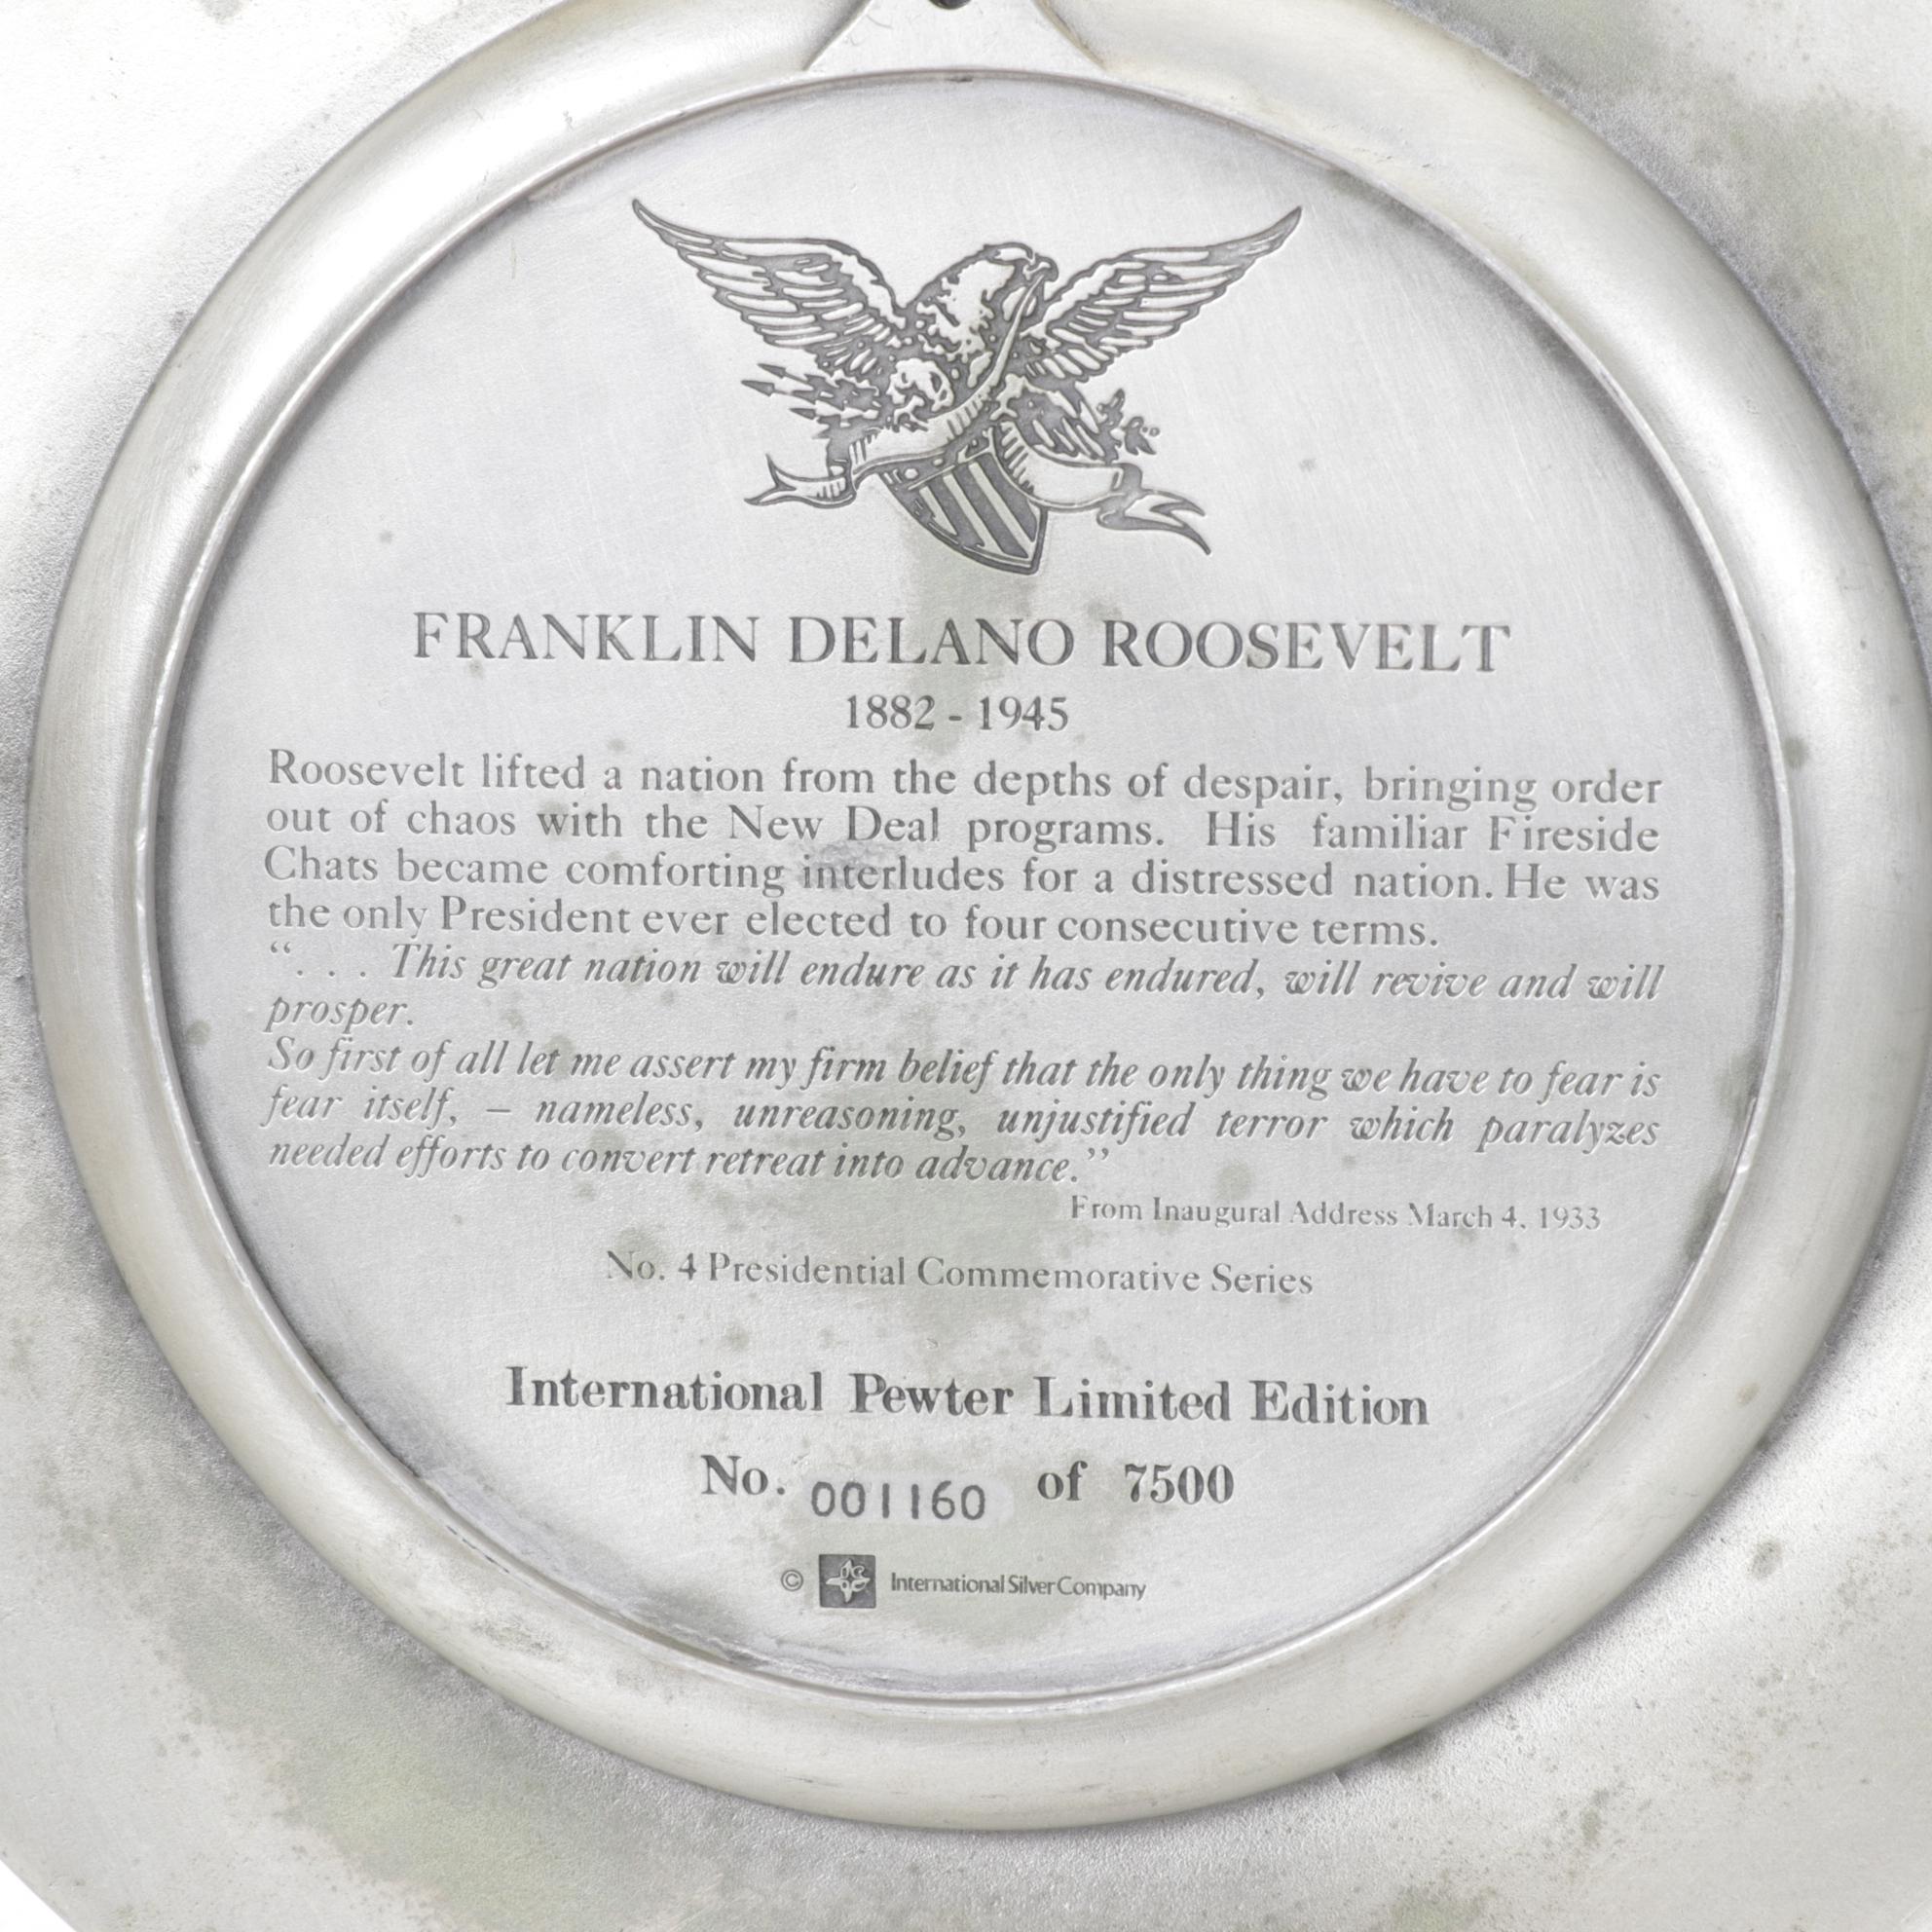 FRANKLIN DELANO ROOSEVELT
1882 - 1945
Roosevelt lifted a nation from the depths of despair, bringing order
out of chaos with the New Deal programs. His familiar Fireside
Chats became comforting interludes for a distressed nation. He was
the only President ever elected to four consecutive terms.
“. . . This great nation will endure as it has endured, will revive and will
prosper.
So first of all let me assert my firm belief that the only thing we have to fear is
fear itself, – nameless, unreasoning, unjustified terror which paralyzes
needed efforts to convert retreat into advance.”
From Inaugural Address March 4, 1933
No. 4 Presidential Commemorative Series
International Pewter Limited Edition
No. 001160 of 7500
© International Silver Company